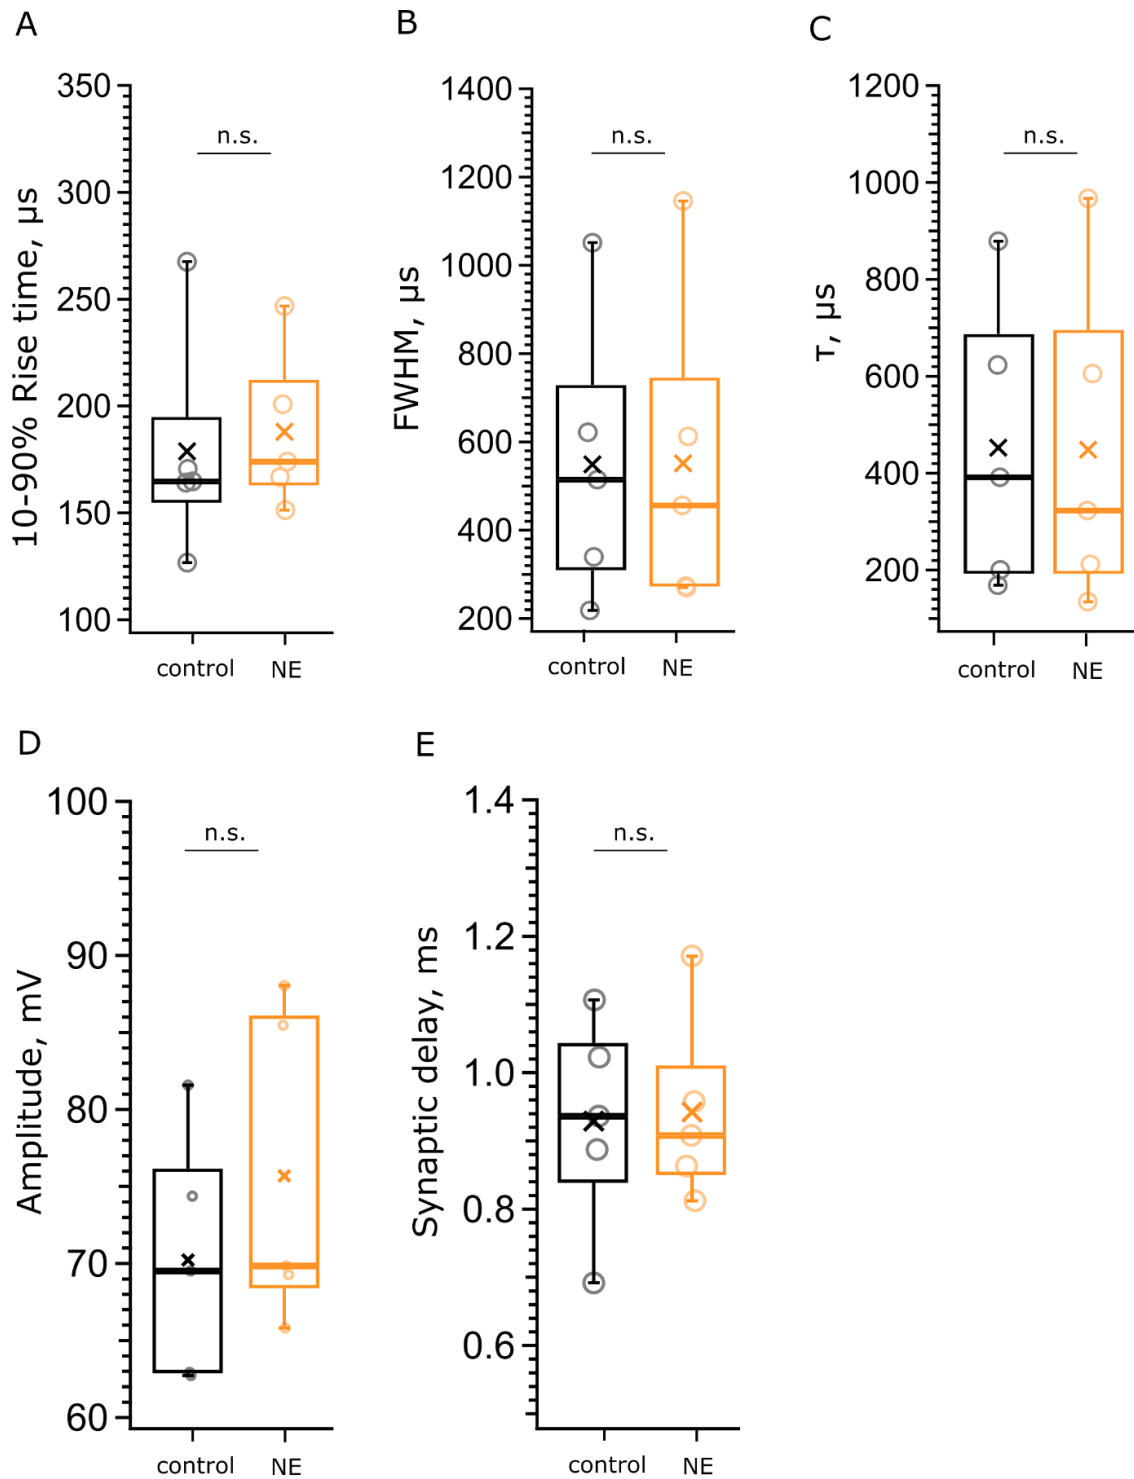 A
10-90% Rise time, µs
350
300
250
200
150
100
n.s.
control NE
B
FWHM, µs
1400
1200
1000
800
600
400
200
n.s.
control NE
C
τ, µs
1200
1000
800
600
400
200
n.s.
control NE
D
Amplitude, mV
100
90
80
70
60
n.s.
control NE
E
Synaptic delay, ms
1.4
1.2
1.0
0.8
0.6
n.s.
control NE